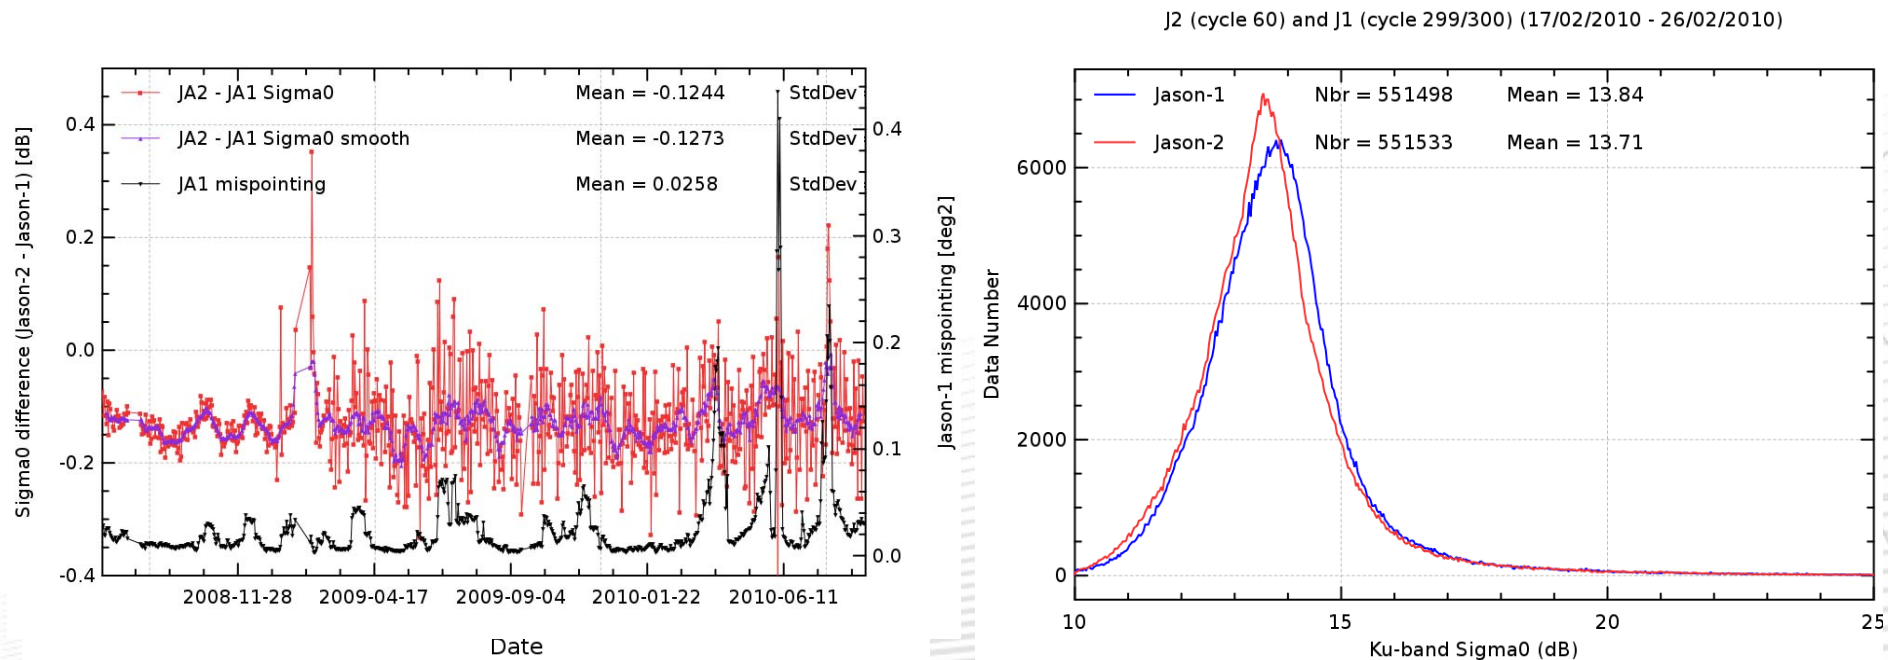 JA2 - JA1 Sigma0 Mean = -0.1244 StdDev
JA2 - JA1 Sigma0 smooth Mean = -0.1273 StdDev
JA1 mispointing Mean = 0.0258 StdDev
Sigma0 difference (Jason-2 - Jason-1) [dB]
0.4
0.2
0.0
-0.2
-0.4
0.4
0.3
0.2
0.1
0.0
Jason-1 mispointing [deg2]
2008-11-28 2009-04-17 2009-09-04 2010-01-22 2010-06-11
Date
J2 (cycle 60) and J1 (cycle 299/300) (17/02/2010 - 26/02/2010)
Jason-1 Nbr = 551498 Mean = 13.84
Jason-2 Nbr = 551533 Mean = 13.71
Data Number
6000
4000
2000
0
10 15 20 25
Ku-band Sigma0 (dB)